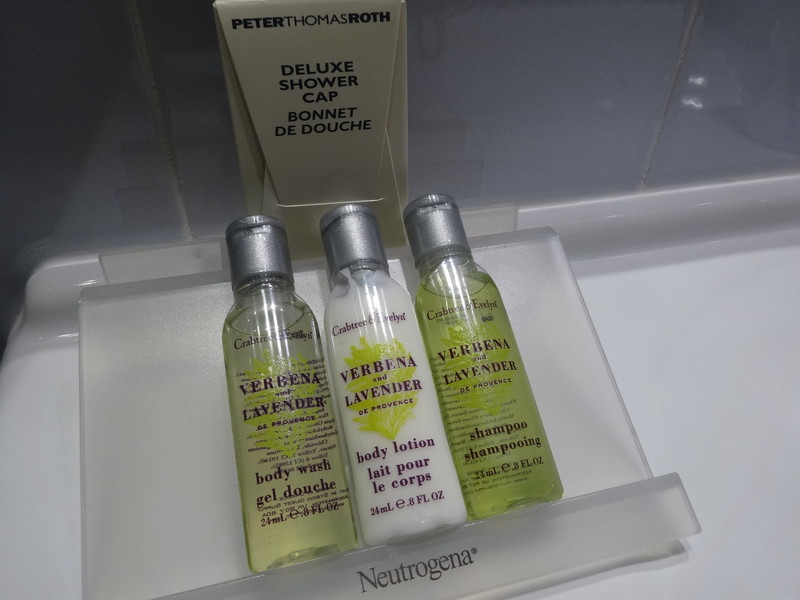 PETERTHOMASROTH
DELUXE
SHOWER
CAP
BONNET
DE DOUCHE
Crabtree & Evelyn®
VERBENA
and
LAVENDER
DE PROVENCE
body wash
gel douche
24mL e .8 FL OZ
Crabtree & Evelyn®
VERBENA
and
LAVENDER
DE PROVENCE
body lotion
lait pour
le corps
24mL e .8 FL OZ
Crabtree & Evelyn®
VERBENA
and
LAVENDER
DE PROVENCE
shampoo
shampooing
24mL e .8 FL OZ
Neutrogena®